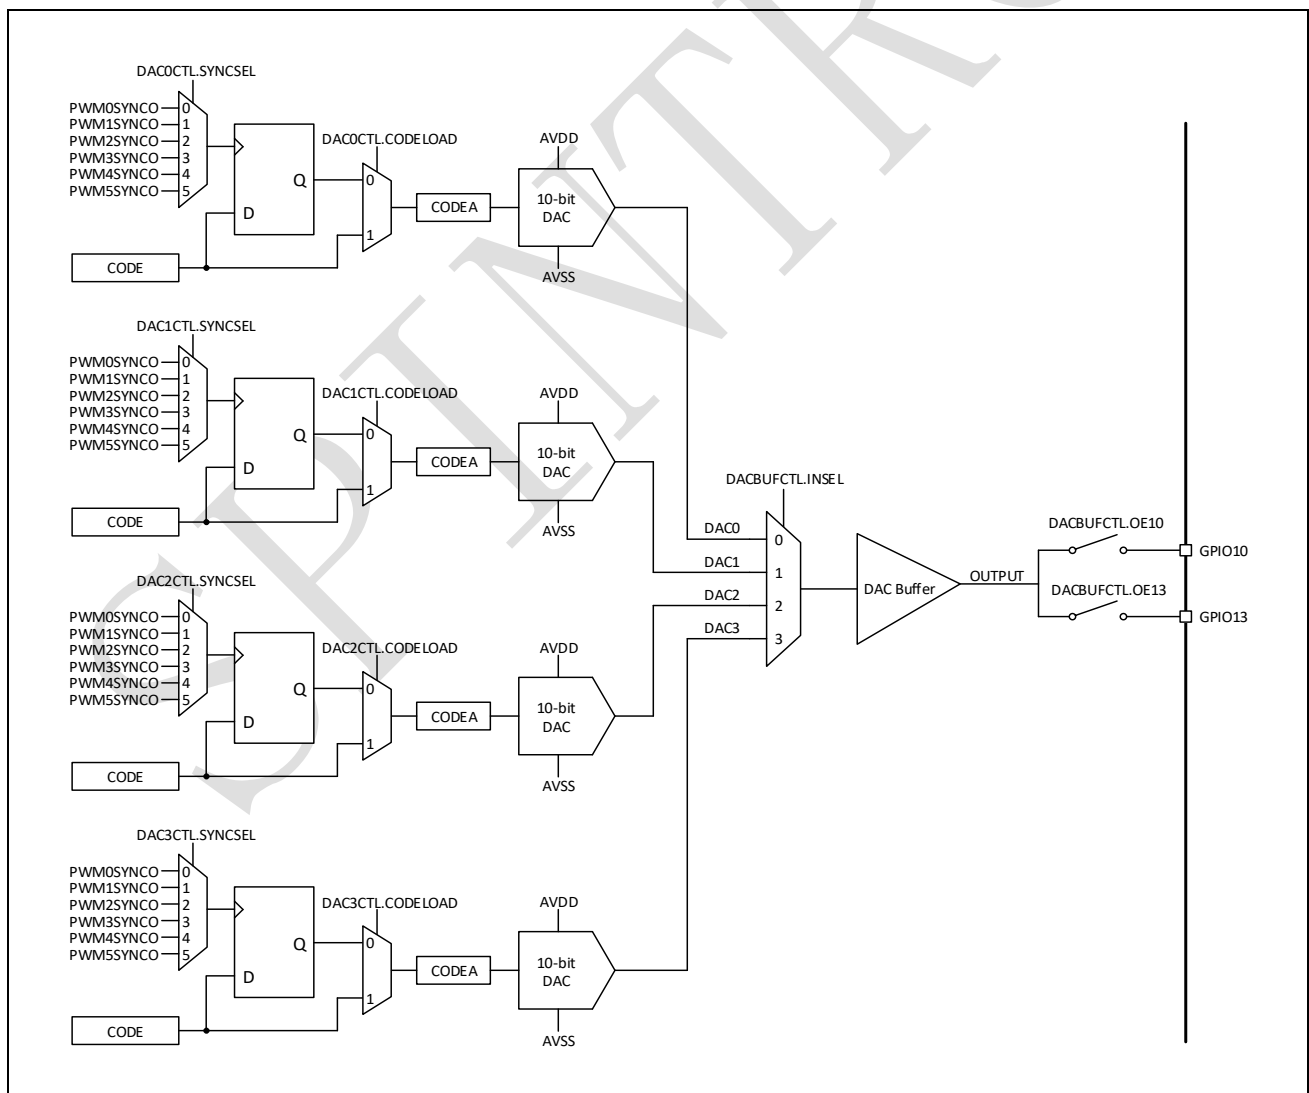 DAC0CTL.SYNCSEL
PWM0SYNCO 0
PWM1SYNCO 1
PWM2SYNCO 2
PWM3SYNCO 3
PWM4SYNCO 4
PWM5SYNCO 5
Q
D
CODE
DAC0CTL.CODELOAD
0
1
CODEA
AVDD
10-bit
DAC
AVSS
DAC1CTL.SYNCSEL
PWM0SYNCO 0
PWM1SYNCO 1
PWM2SYNCO 2
PWM3SYNCO 3
PWM4SYNCO 4
PWM5SYNCO 5
Q
D
CODE
DAC1CTL.CODELOAD
0
1
CODEA
AVDD
10-bit
DAC
AVSS
DAC2CTL.SYNCSEL
PWM0SYNCO 0
PWM1SYNCO 1
PWM2SYNCO 2
PWM3SYNCO 3
PWM4SYNCO 4
PWM5SYNCO 5
Q
D
CODE
DAC2CTL.CODELOAD
0
1
CODEA
AVDD
10-bit
DAC
AVSS
DAC3CTL.SYNCSEL
PWM0SYNCO 0
PWM1SYNCO 1
PWM2SYNCO 2
PWM3SYNCO 3
PWM4SYNCO 4
PWM5SYNCO 5
Q
D
CODE
DAC3CTL.CODELOAD
0
1
CODEA
AVDD
10-bit
DAC
AVSS
DACBUFCTL.INSEL
DAC0 0
DAC1 1
DAC2 2
DAC3 3
DAC Buffer
OUTPUT
DACBUFCTL.OE10
GPIO10
DACBUFCTL.OE13
GPIO13
SPINTR